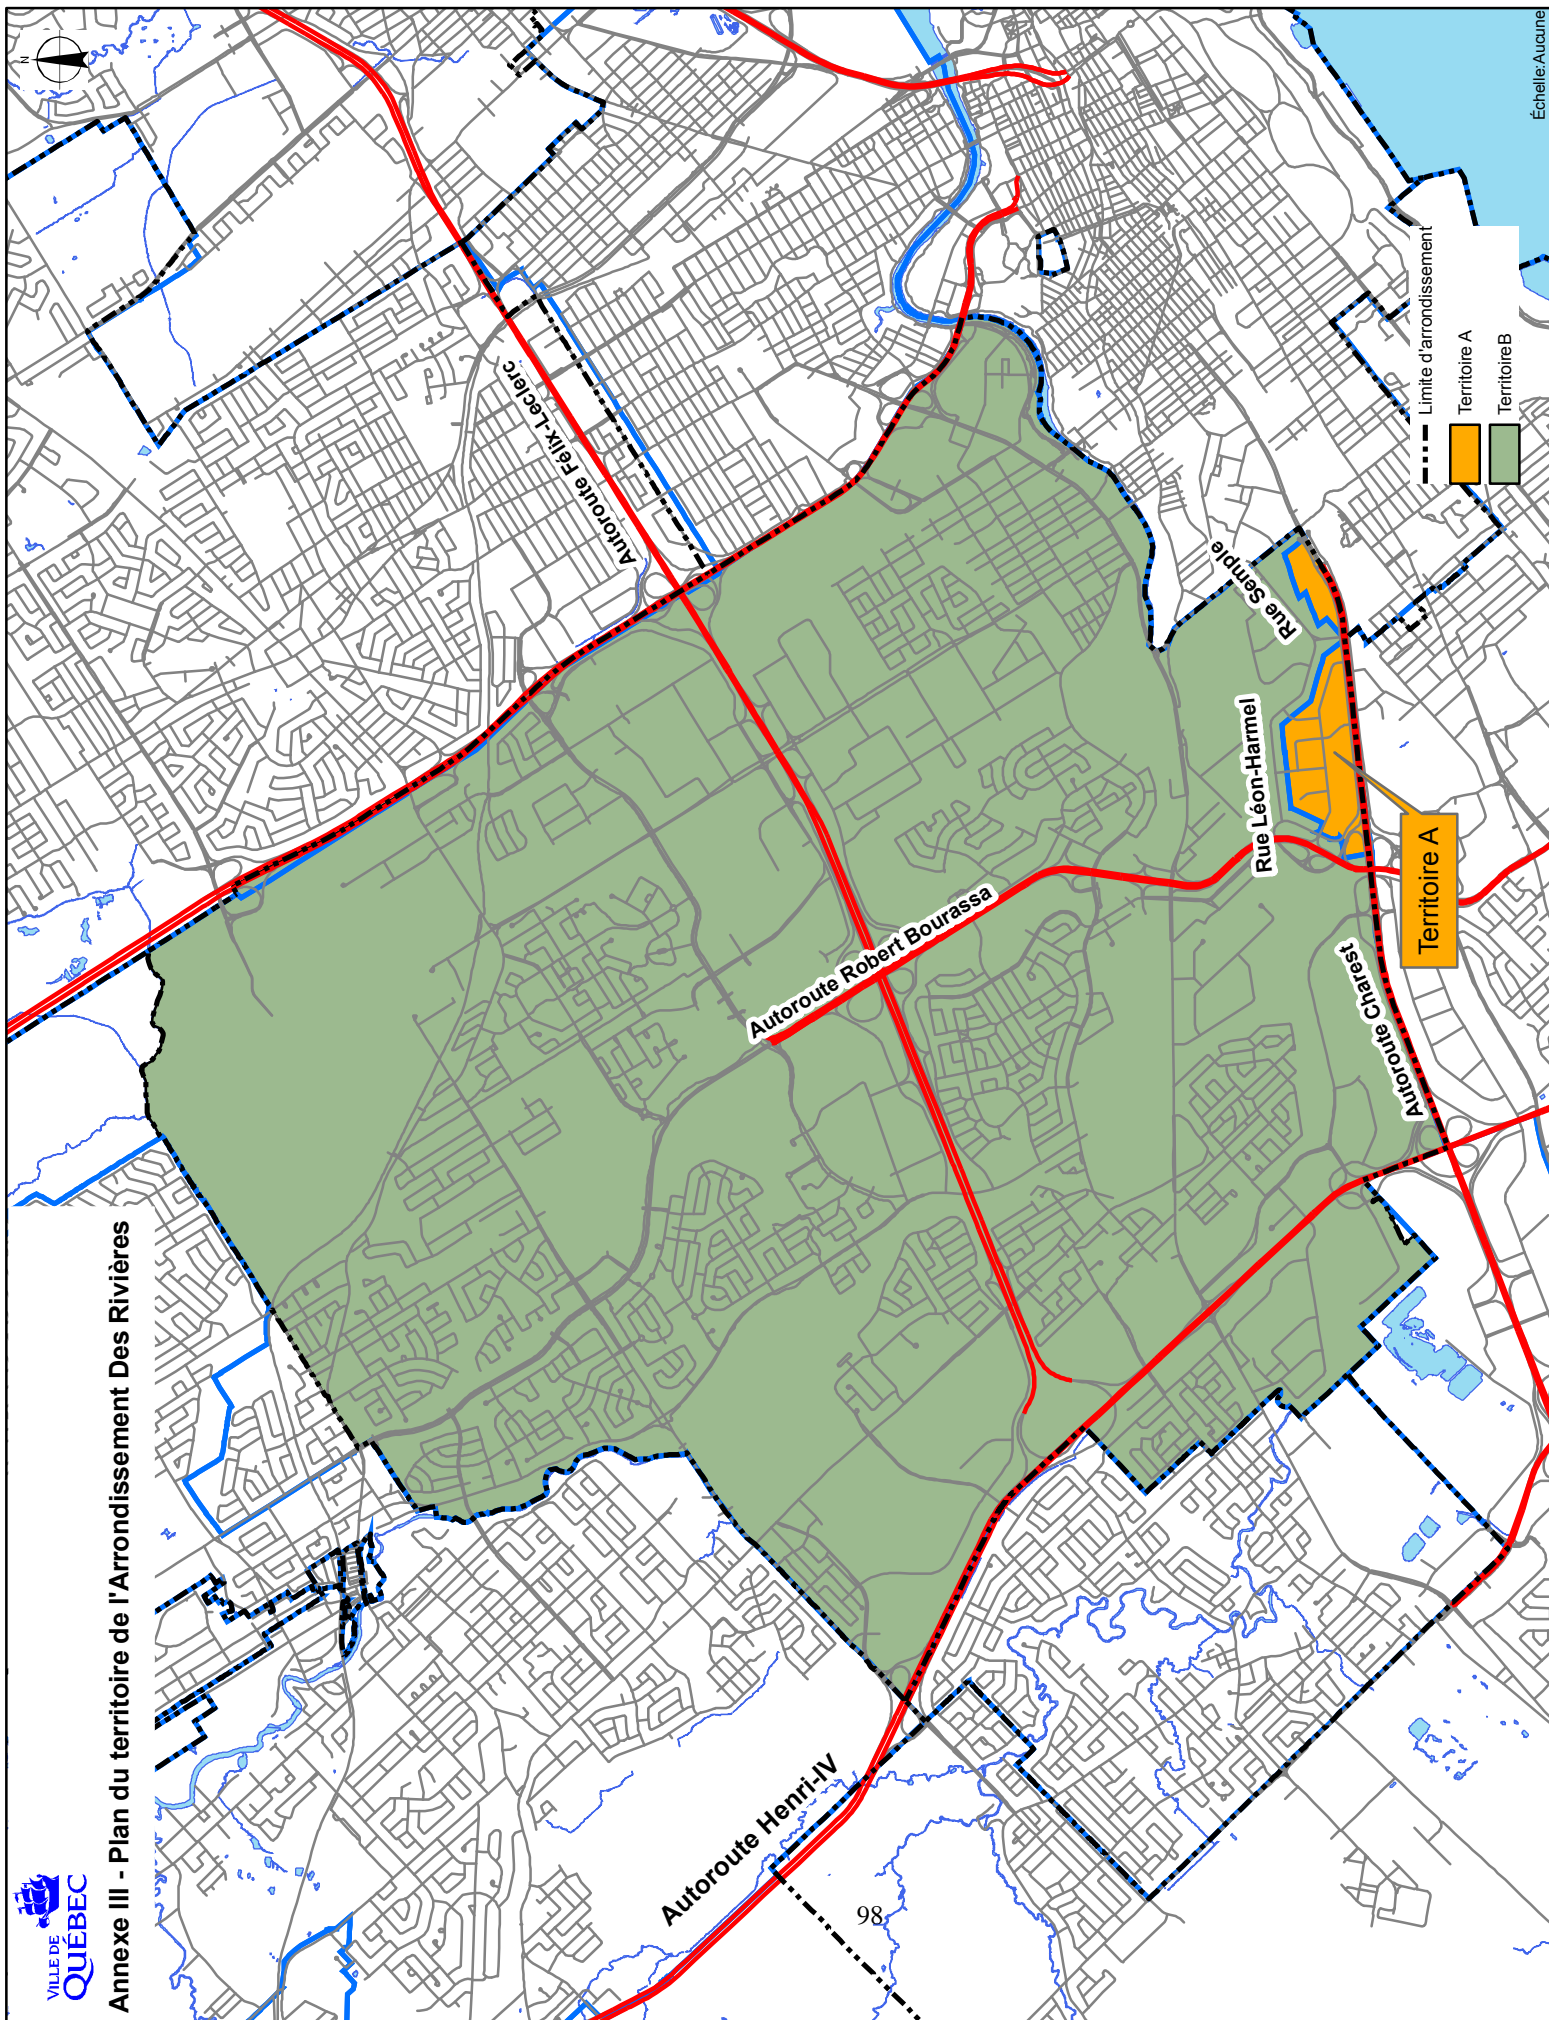 VILLE DE
QUÉBEC
Annexe III - Plan du territoire de l'Arrondissement Des Rivières
N
Autoroute Félix-Leclerc
Autoroute Robert Bourassa
Autoroute Henri-IV
Rue Semple
Rue Léon-Harmel
Autoroute Charest
Territoire A
Limite d'arrondissement
Territoire A
Territoire B
Échelle: Aucune
98